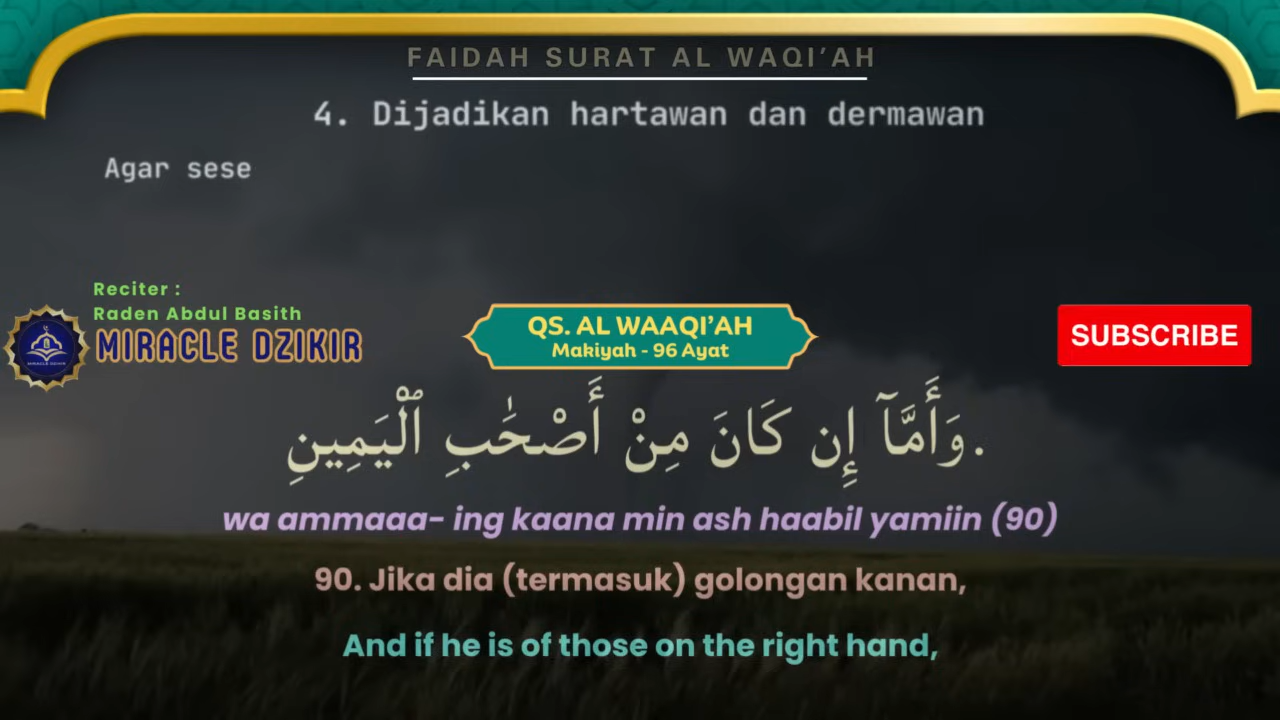 FAIDAH SURAT AL WAQI’AH
4. Dijadikan hartawan dan dermawan
Agar sese
Reciter :
Raden Abdul Basith
MIRACLE DZIKIR
QS. AL WAAQI’AH
Makiyah - 96 Ayat
SUBSCRIBE
وَأَمَّآ إِن كَانَ مِنْ أَصْحَٰبِ ٱلْيَمِينِ.
wa ammaaa- ing kaana min ash haabil yamiin (90)
90. Jika dia (termasuk) golongan kanan,
And if he is of those on the right hand,